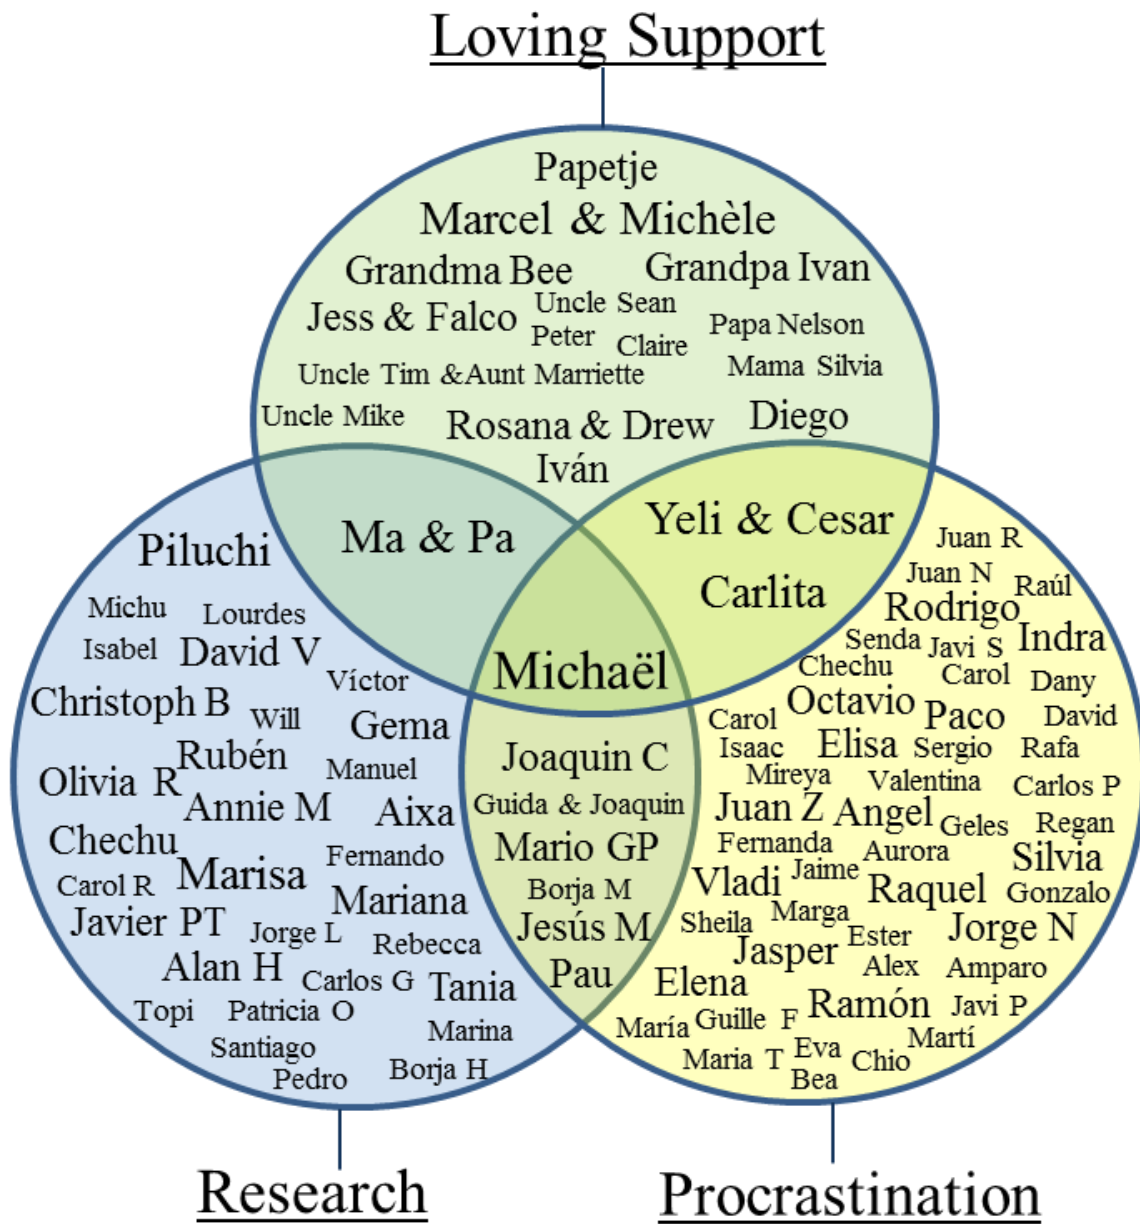 Loving Support
Papetje
Marcel & Michèle
Grandma Bee
Grandpa Ivan
Jess & Falco
Uncle Sean
Peter
Claire
Papa Nelson
Mama Silvia
Uncle Tim &Aunt Marriette
Uncle Mike
Rosana & Drew
Diego
Iván
Ma & Pa
Yeli & Cesar
Carlita
Michaël
Piluchi
Michu
Lourdes
Isabel
David V
Víctor
Christoph B
Will
Gema
Rubén
Manuel
Olivia R
Annie M
Aixa
Chechu
Fernando
Carol R
Marisa
Mariana
Javier PT
Jorge L
Rebecca
Alan H
Carlos G
Tania
Topi
Patricia O
Marina
Santiago
Pedro
Borja H
Joaquin C
Guida & Joaquin
Mario GP
Borja M
Jesús M
Pau
Juan R
Juan N
Raúl
Rodrigo
Indra
Senda
Javi S
Chechu
Carol
Dany
Octavio
Paco
David
Carol
Isaac
Elisa
Sergio
Rafa
Mireya
Valentina
Carlos P
Juan Z
Angel
Geles
Regan
Fernanda
Aurora
Silvia
Vladi
Jaime
Raquel
Gonzalo
Sheila
Marga
Jorge N
Jasper
Ester
Alex
Amparo
Elena
Ramón
Javi P
María
Guille F
Martí
Maria T
Eva
Chio
Bea
Research
Procrastination